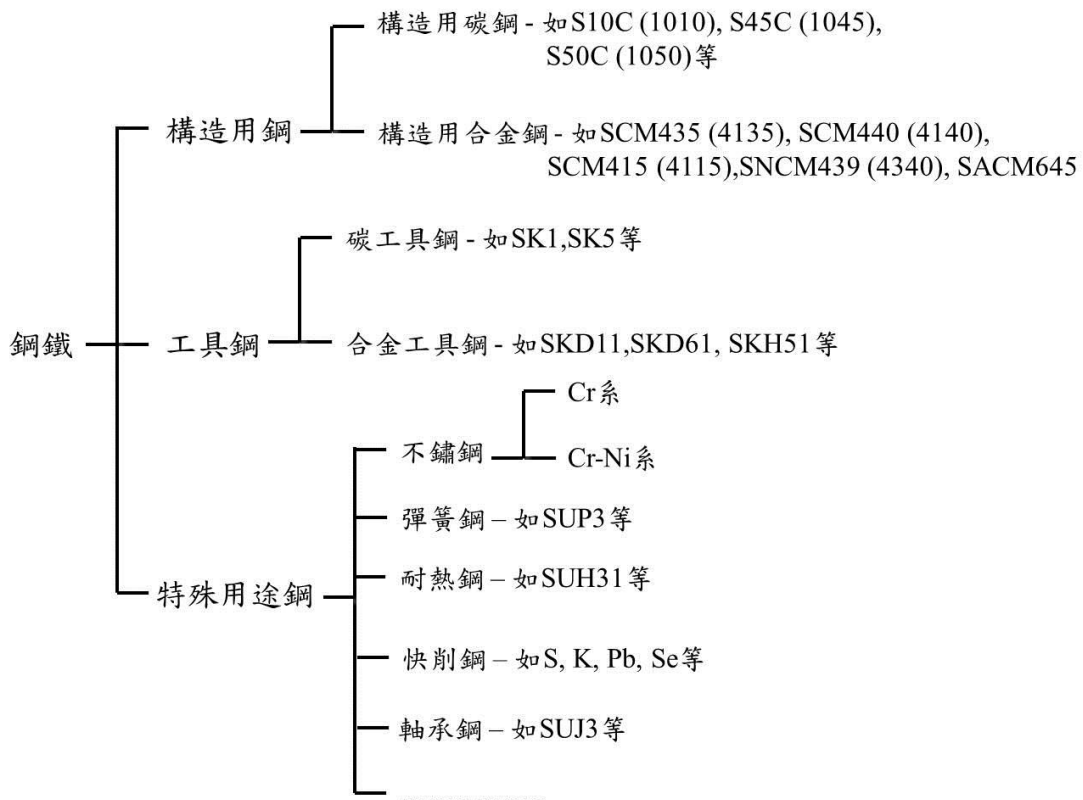 構造用碳鋼 - 如S10C (1010), S45C (1045),
S50C (1050)等
構造用鋼
構造用合金鋼 - 如SCM435 (4135), SCM440 (4140),
SCM415 (4115),SNCM439 (4340), SACM645
碳工具鋼 - 如SK1,SK5等
鋼鐵
工具鋼
合金工具鋼 - 如SKD11,SKD61, SKH51等
Cr系
不鏽鋼
Cr-Ni系
彈簧鋼 – 如SUP3等
耐熱鋼 – 如SUH31等
特殊用途鋼
快削鋼 – 如S, K, Pb, Se等
軸承鋼 – 如SUJ3等